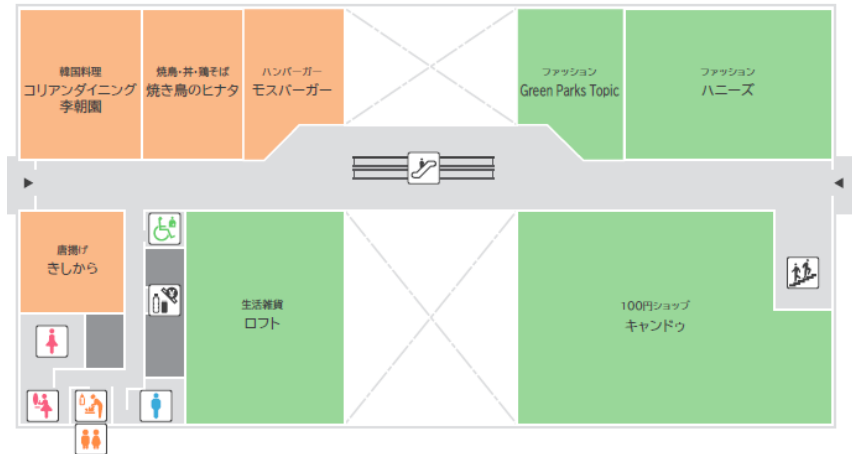 韓国料理
コリアンダイニング
李朝園
焼鳥・丼・鶏そば
焼き鳥のヒナタ
ハンバーガー
モスバーガー
ファッション
Green Parks Topic
ファッション
ハニーズ
唐揚げ
きしから
生活雑貨
ロフト
100円ショップ
キャンドゥ